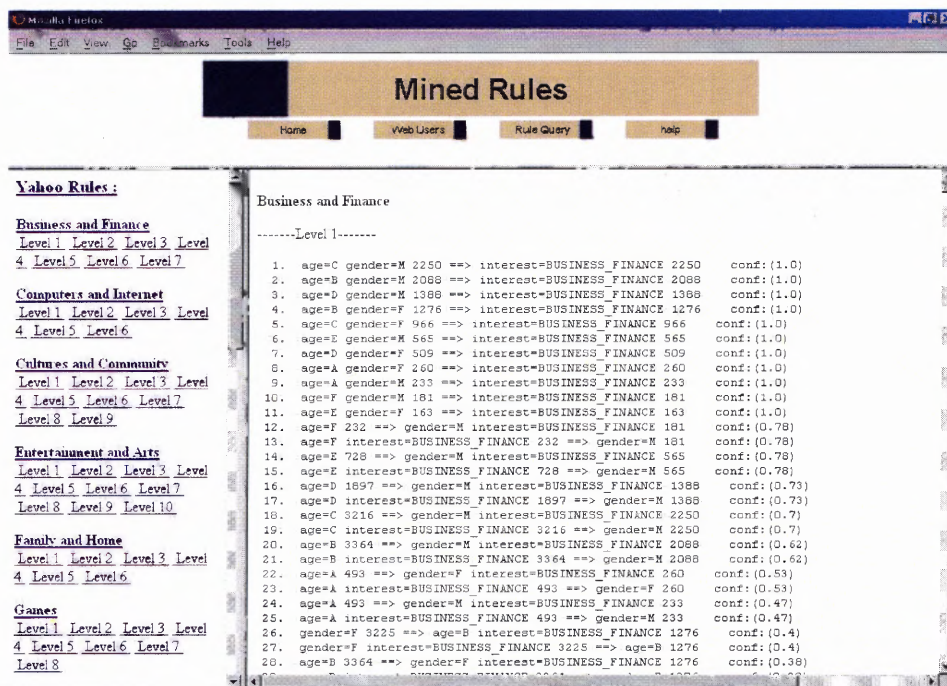 Mozilla Firefox
File Edit View Go Bookmarks Tools Help
Mined Rules
Home Web Users Rule Query help
Yahoo Rules :
Business and Finance
Level 1 Level 2 Level 3 Level
4 Level 5 Level 6 Level 7
Computers and Internet
Level 1 Level 2 Level 3 Level
4 Level 5 Level 6
Cultures and Community
Level 1 Level 2 Level 3 Level
4 Level 5 Level 6 Level 7
Level 8 Level 9
Entertainment and Arts
Level 1 Level 2 Level 3 Level
4 Level 5 Level 6 Level 7
Level 8 Level 9 Level 10
Family and Home
Level 1 Level 2 Level 3 Level
4 Level 5 Level 6
Games
Level 1 Level 2 Level 3 Level
4 Level 5 Level 6 Level 7
Level 8
Business and Finance
-------Level 1-------
1. age=C gender=M 2250 ==> interest=BUSINESS_FINANCE 2250 conf:(1.0)
2. age=B gender=M 2088 ==> interest=BUSINESS_FINANCE 2088 conf:(1.0)
3. age=D gender=M 1388 ==> interest=BUSINESS_FINANCE 1388 conf:(1.0)
4. age=B gender=F 1276 ==> interest=BUSINESS_FINANCE 1276 conf:(1.0)
5. age=C gender=F 966 ==> interest=BUSINESS_FINANCE 966 conf:(1.0)
6. age=E gender=M 565 ==> interest=BUSINESS_FINANCE 565 conf:(1.0)
7. age=D gender=F 509 ==> interest=BUSINESS_FINANCE 509 conf:(1.0)
8. age=A gender=F 260 ==> interest=BUSINESS_FINANCE 260 conf:(1.0)
9. age=A gender=M 233 ==> interest=BUSINESS_FINANCE 233 conf:(1.0)
10. age=F gender=M 181 ==> interest=BUSINESS_FINANCE 181 conf:(1.0)
11. age=E gender=F 163 ==> interest=BUSINESS_FINANCE 163 conf:(1.0)
12. age=F 232 ==> gender=M interest=BUSINESS_FINANCE 181 conf:(0.78)
13. age=F interest=BUSINESS_FINANCE 232 ==> gender=M 181 conf:(0.78)
14. age=E 728 ==> gender=M interest=BUSINESS_FINANCE 565 conf:(0.78)
15. age=E interest=BUSINESS_FINANCE 728 ==> gender=M 565 conf:(0.78)
16. age=D 1897 ==> gender=M interest=BUSINESS_FINANCE 1388 conf:(0.73)
17. age=D interest=BUSINESS_FINANCE 1897 ==> gender=M 1388 conf:(0.73)
18. age=C 3216 ==> gender=M interest=BUSINESS_FINANCE 2250 conf:(0.7)
19. age=C interest=BUSINESS_FINANCE 3216 ==> gender=M 2250 conf:(0.7)
20. age=B 3364 ==> gender=M interest=BUSINESS_FINANCE 2088 conf:(0.62)
21. age=B interest=BUSINESS_FINANCE 3364 ==> gender=M 2088 conf:(0.62)
22. age=A 493 ==> gender=F interest=BUSINESS_FINANCE 260 conf:(0.53)
23. age=A interest=BUSINESS_FINANCE 493 ==> gender=F 260 conf:(0.53)
24. age=A 493 ==> gender=M interest=BUSINESS_FINANCE 233 conf:(0.47)
25. age=A interest=BUSINESS_FINANCE 493 ==> gender=M 233 conf:(0.47)
26. gender=F 3225 ==> age=B interest=BUSINESS_FINANCE 1276 conf:(0.4)
27. gender=F interest=BUSINESS_FINANCE 3225 ==> age=B 1276 conf:(0.4)
28. age=B 3364 ==> gender=F interest=BUSINESS_FINANCE 1276 conf:(0.38)